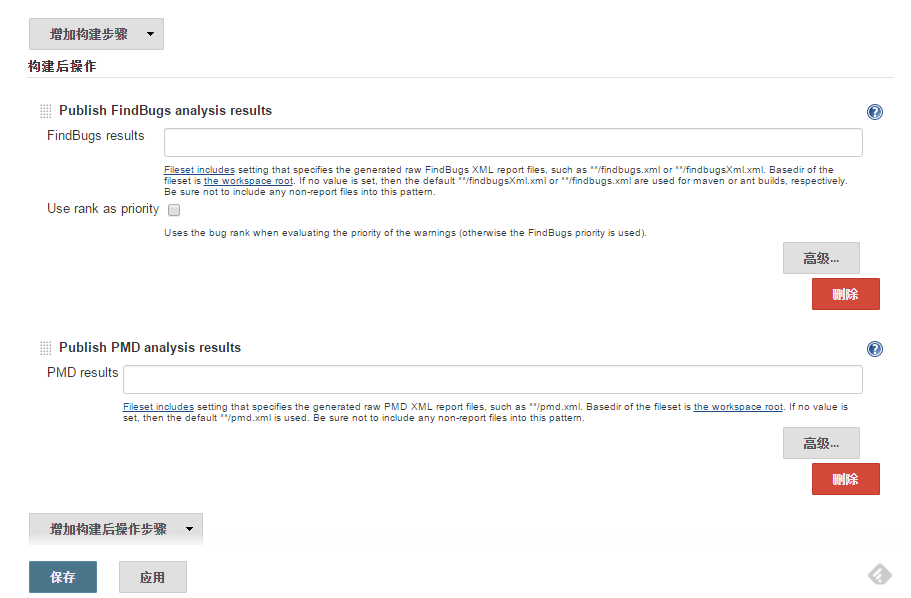 增加构建步骤
构建后操作
Publish FindBugs analysis results
FindBugs results
Fileset includes setting that specifies the generated raw FindBugs XML report files, such as **/findbugs.xml or **/findbugsXml.xml. Basedir of the
fileset is the workspace root. If no value is set, then the default **/findbugsXml.xml or **/findbugs.xml are used for maven or ant builds, respectively.
Be sure not to include any non-report files into this pattern.
Use rank as priority
Uses the bug rank when evaluating the priority of the warnings (otherwise the FindBugs priority is used).
高级...
删除
Publish PMD analysis results
PMD results
Fileset includes setting that specifies the generated raw PMD XML report files, such as **/pmd.xml. Basedir of the fileset is the workspace root. If no value is
set, then the default **/pmd.xml is used. Be sure not to include any non-report files into this pattern.
高级...
删除
增加构建后操作步骤
保存 应用